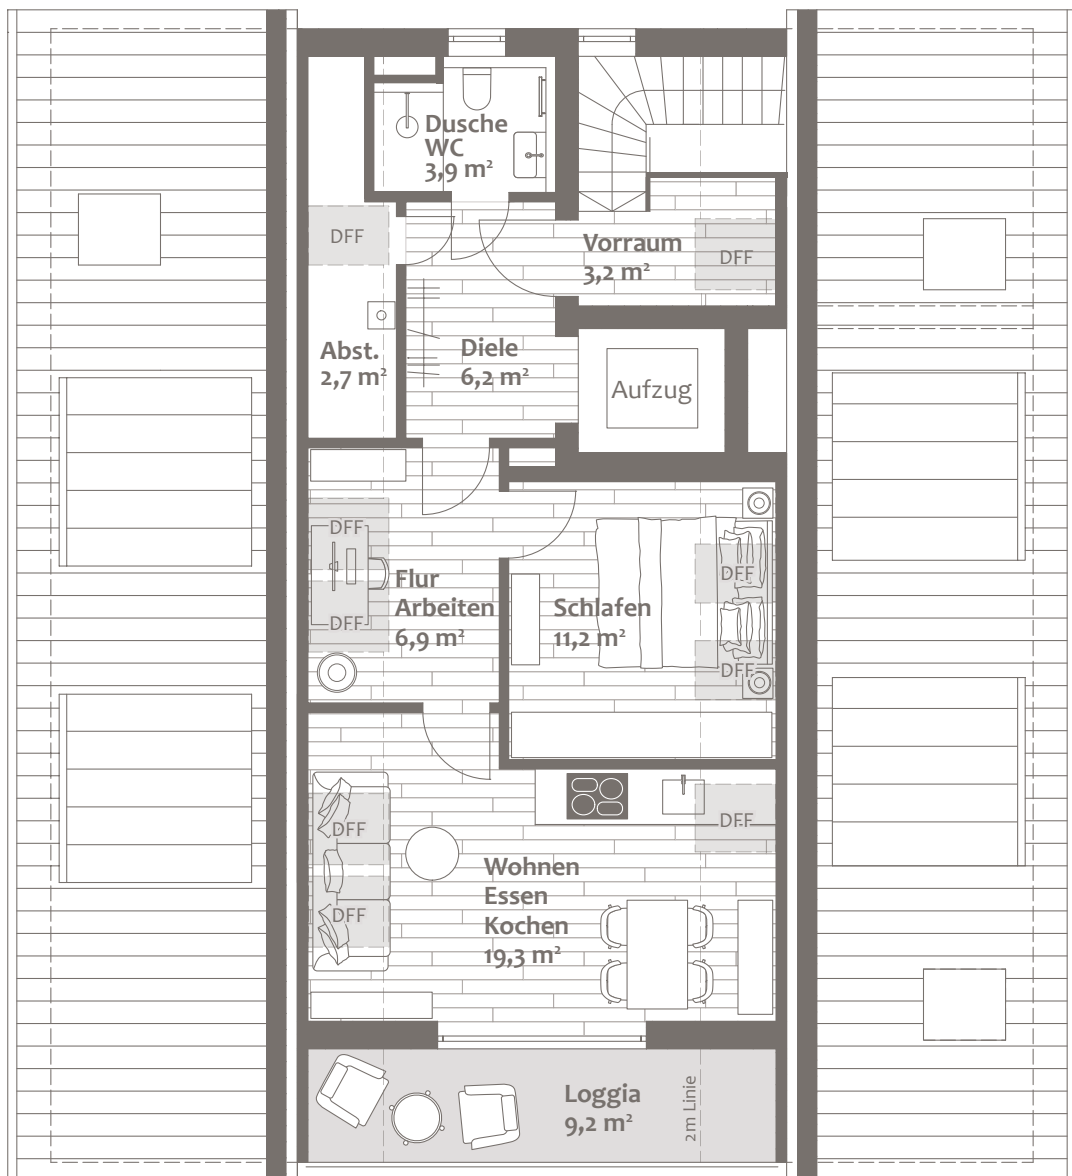 Dusche
WC
3,9 m²
DFF
Vorraum
3,2 m²
DFF
Abst.
2,7 m²
Diele
6,2 m²
Aufzug
DFF
DFF
Flur
Arbeiten
6,9 m²
DFF
Schlafen
11,2 m²
DFF
DFF
DFF
DFF
Wohnen
Essen
Kochen
19,3 m²
Loggia
9,2 m²
2m Linie